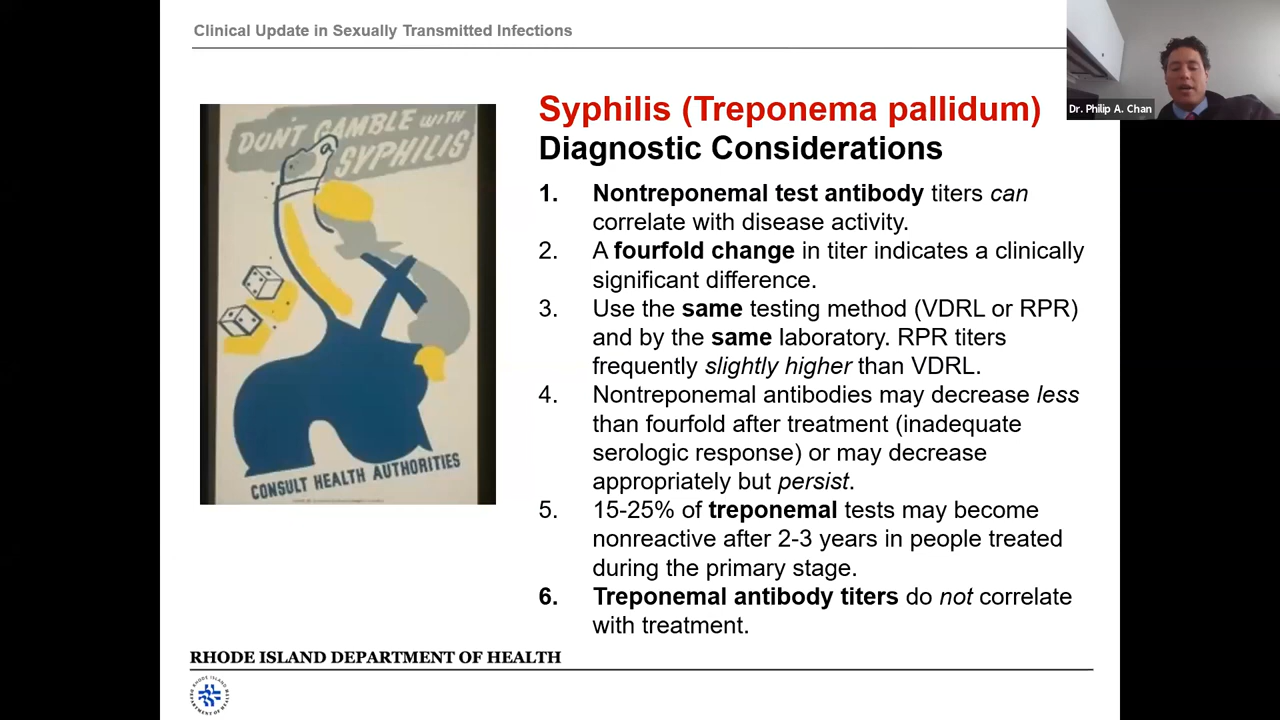 Clinical Update in Sexually Transmitted Infections
Dr. Philip A. Chan
DON'T GAMBLE WITH
SYPHILIS
CONSULT HEALTH AUTHORITIES
Syphilis (Treponema pallidum)
Diagnostic Considerations
1. Nontreponemal test antibody titers can
correlate with disease activity.
2. A fourfold change in titer indicates a clinically
significant difference.
3. Use the same testing method (VDRL or RPR)
and by the same laboratory. RPR titers
frequently slightly higher than VDRL.
4. Nontreponemal antibodies may decrease less
than fourfold after treatment (inadequate
serologic response) or may decrease
appropriately but persist.
5. 15-25% of treponemal tests may become
nonreactive after 2-3 years in people treated
during the primary stage.
6. Treponemal antibody titers do not correlate
with treatment.
RHODE ISLAND DEPARTMENT OF HEALTH